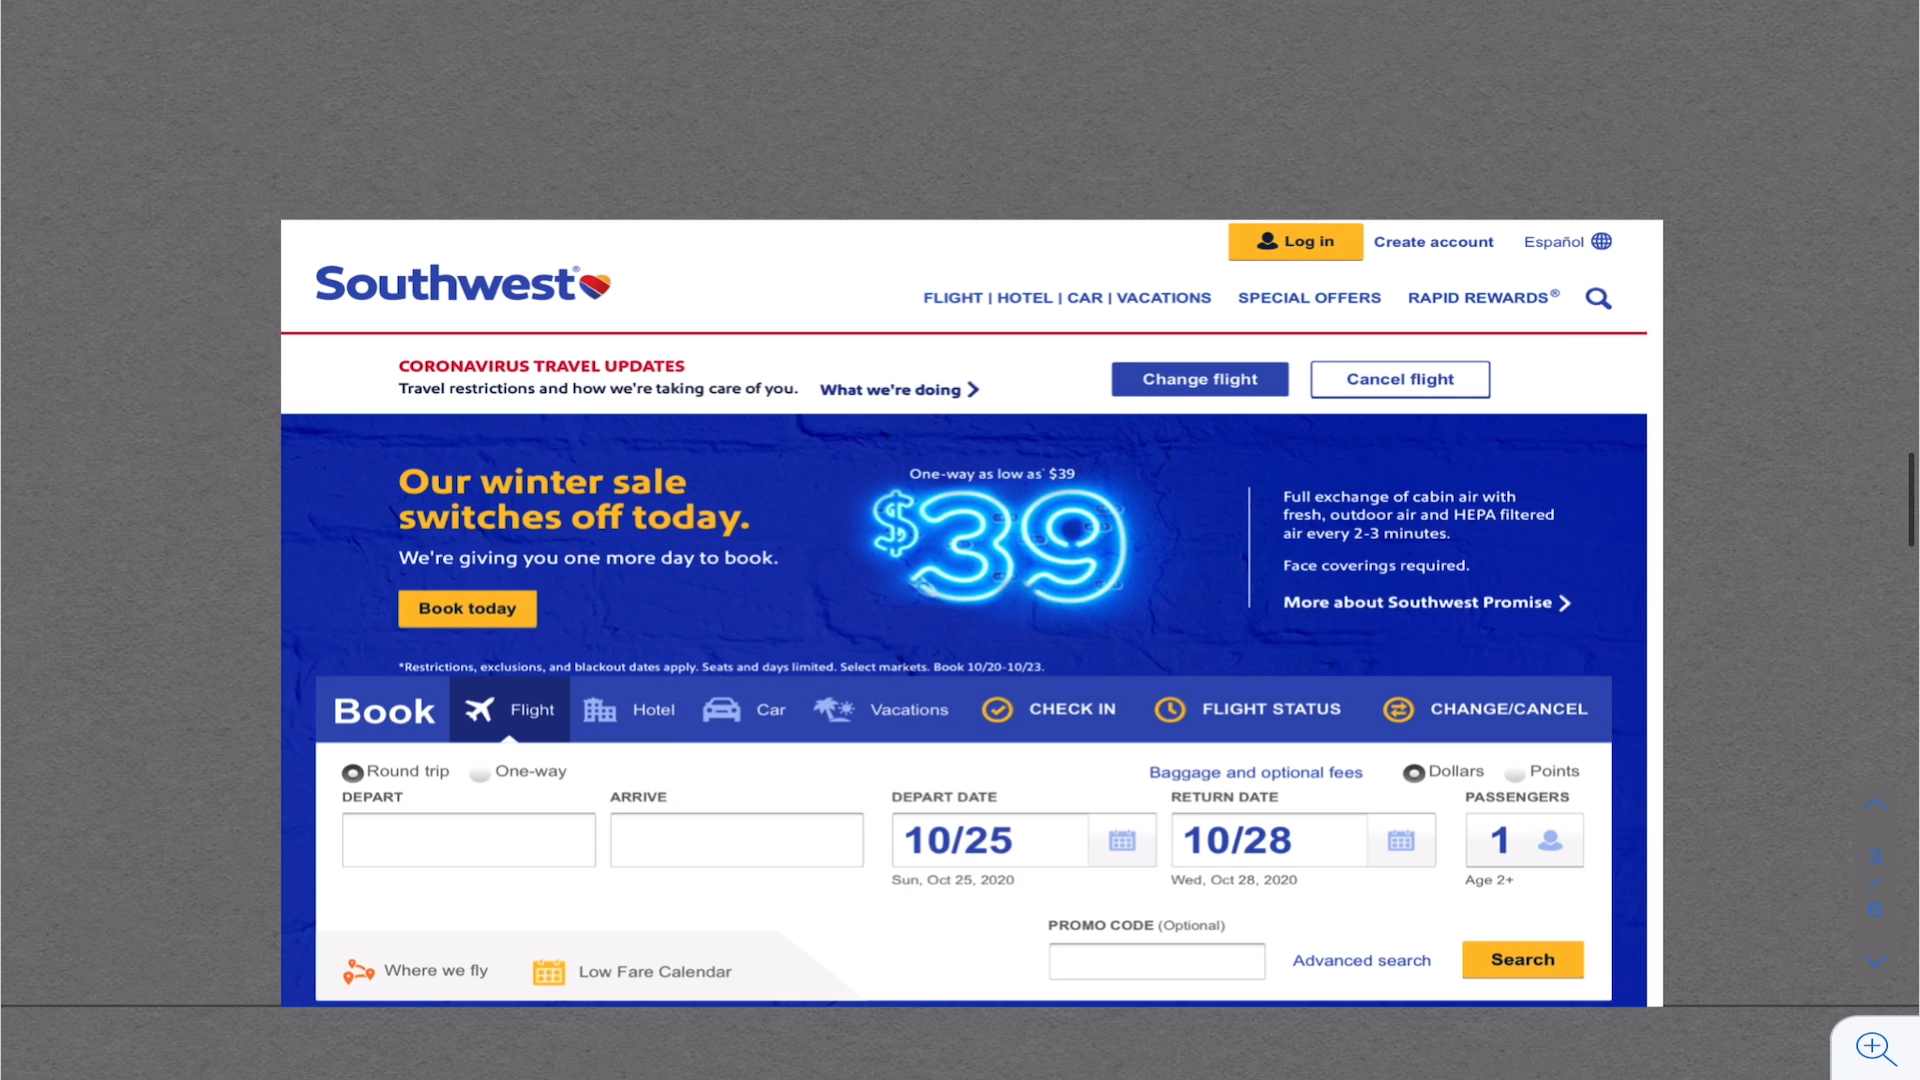 Log in
Create account
Español
Southwest®
FLIGHT | HOTEL | CAR | VACATIONS
SPECIAL OFFERS
RAPID REWARDS®
CORONAVIRUS TRAVEL UPDATES
Travel restrictions and how we're taking care of you.
What we're doing
Change flight
Cancel flight
Our winter sale
switches off today.
We're giving you one more day to book.
Book today
One-way as low as* $39
$39
Full exchange of cabin air with
fresh, outdoor air and HEPA filtered
air every 2-3 minutes.
Face coverings required.
More about Southwest Promise
*Restrictions, exclusions, and blackout dates apply. Seats and days limited. Select markets. Book 10/20-10/23.
Book
Flight
Hotel
Car
Vacations
CHECK IN
FLIGHT STATUS
CHANGE/CANCEL
Round trip
One-way
Baggage and optional fees
Dollars
Points
DEPART
ARRIVE
DEPART DATE
RETURN DATE
PASSENGERS
10/25
10/28
1
Sun, Oct 25, 2020
Wed, Oct 28, 2020
Age 2+
PROMO CODE (Optional)
Where we fly
Low Fare Calendar
Advanced search
Search
3
/
6